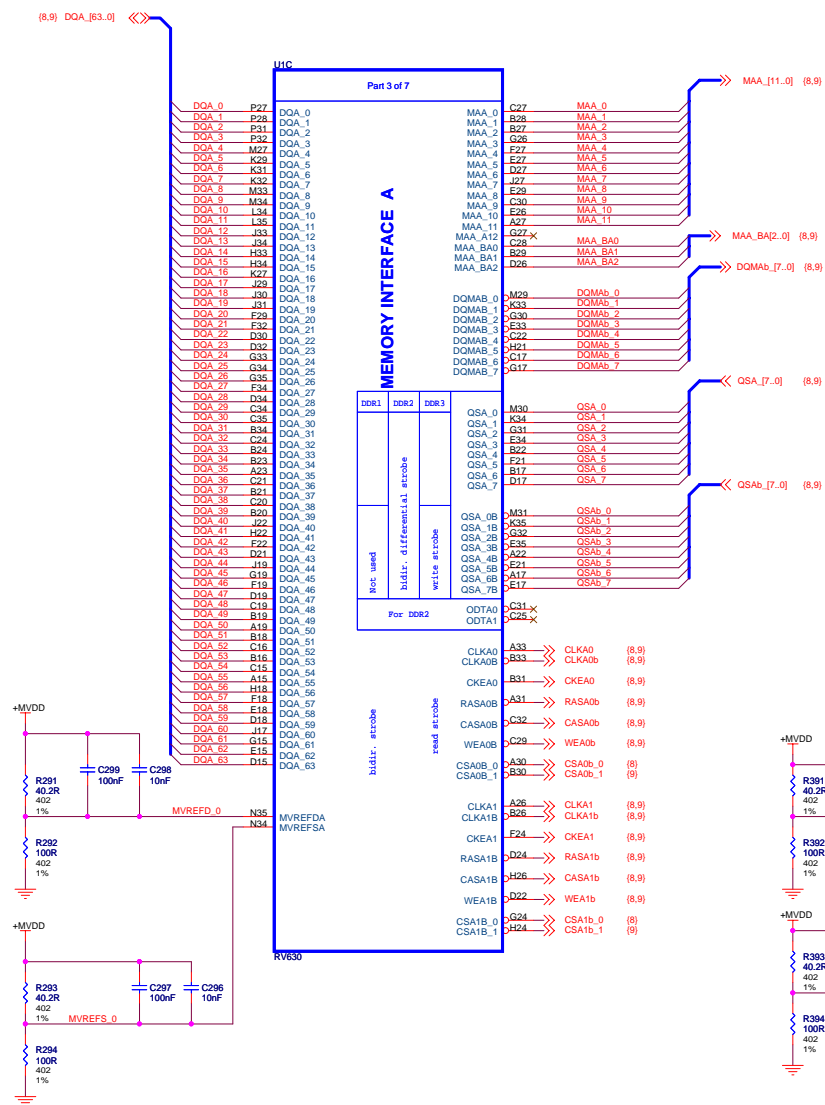 {8,9} DQA_[63..0]
U1C
Part 3 of 7
MEMORY INTERFACE A
DQA_0 P27 DQA_0
DQA_1 P28 DQA_1
DQA_2 P31 DQA_2
DQA_3 P32 DQA_3
DQA_4 M27 DQA_4
DQA_5 K29 DQA_5
DQA_6 K31 DQA_6
DQA_7 K32 DQA_7
DQA_8 M33 DQA_8
DQA_9 M34 DQA_9
DQA_10 L34 DQA_10
DQA_11 L35 DQA_11
DQA_12 J33 DQA_12
DQA_13 J34 DQA_13
DQA_14 H33 DQA_14
DQA_15 H34 DQA_15
DQA_16 K27 DQA_16
DQA_17 J29 DQA_17
DQA_18 J30 DQA_18
DQA_19 J31 DQA_19
DQA_20 F29 DQA_20
DQA_21 F32 DQA_21
DQA_22 D30 DQA_22
DQA_23 D32 DQA_23
DQA_24 G33 DQA_24
DQA_25 G34 DQA_25
DQA_26 G35 DQA_26
DQA_27 F34 DQA_27
DQA_28 D34 DQA_28
DQA_29 C34 DQA_29
DQA_30 C35 DQA_30
DQA_31 B34 DQA_31
DQA_32 C24 DQA_32
DQA_33 B24 DQA_33
DQA_34 B23 DQA_34
DQA_35 A23 DQA_35
DQA_36 C21 DQA_36
DQA_37 B21 DQA_37
DQA_38 C20 DQA_38
DQA_39 B20 DQA_39
DQA_40 J22 DQA_40
DQA_41 H22 DQA_41
DQA_42 F22 DQA_42
DQA_43 D21 DQA_43
DQA_44 J19 DQA_44
DQA_45 G19 DQA_45
DQA_46 F19 DQA_46
DQA_47 D19 DQA_47
DQA_48 C19 DQA_48
DQA_49 B19 DQA_49
DQA_50 A19 DQA_50
DQA_51 B18 DQA_51
DQA_52 C16 DQA_52
DQA_53 B16 DQA_53
DQA_54 C15 DQA_54
DQA_55 A15 DQA_55
DQA_56 H18 DQA_56
DQA_57 F18 DQA_57
DQA_58 E18 DQA_58
DQA_59 D18 DQA_59
DQA_60 J17 DQA_60
DQA_61 G15 DQA_61
DQA_62 E15 DQA_62
DQA_63 D15 DQA_63
MVREFD_0 N35 MVREFDA
N34 MVREFSA
MAA_0 C27 MAA_0
MAA_1 B28 MAA_1
MAA_2 B27 MAA_2
MAA_3 G26 MAA_3
MAA_4 F27 MAA_4
MAA_5 E27 MAA_5
MAA_6 D27 MAA_6
MAA_7 J27 MAA_7
MAA_8 E29 MAA_8
MAA_9 C30 MAA_9
MAA_10 E26 MAA_10
MAA_11 A27 MAA_11
MAA_A12 G27
MAA_BA0 C28 MAA_BA0
MAA_BA1 B29 MAA_BA1
MAA_BA2 D26 MAA_BA2
MAA_[11..0] {8,9}
MAA_BA[2..0] {8,9}
DQMAb_[7..0] {8,9}
DQMAB_0 M29 DQMAb_0
DQMAB_1 K33 DQMAb_1
DQMAB_2 G30 DQMAb_2
DQMAB_3 E33 DQMAb_3
DQMAB_4 C22 DQMAb_4
DQMAB_5 H21 DQMAb_5
DQMAB_6 C17 DQMAb_6
DQMAB_7 G17 DQMAb_7
QSA_[7..0] {8,9}
QSA_0 M30 QSA_0
QSA_1 K34 QSA_1
QSA_2 G31 QSA_2
QSA_3 E34 QSA_3
QSA_4 B22 QSA_4
QSA_5 F21 QSA_5
QSA_6 B17 QSA_6
QSA_7 D17 QSA_7
QSAb_[7..0] {8,9}
QSA_0B M31 QSAb_0
QSA_1B K35 QSAb_1
QSA_2B G32 QSAb_2
QSA_3B E35 QSAb_3
QSA_4B A22 QSAb_4
QSA_5B E21 QSAb_5
QSA_6B A17 QSAb_6
QSA_7B E17 QSAb_7
DDR1 DDR2 DDR3
Not used
bidir. differential strobe
write strobe
For DDR2
bidir. strobe
read strobe
ODTA0 C31
ODTA1 C25
CLKA0 A33 CLKA0 {8,9}
CLKA0B B33 CLKA0b {8,9}
CKEA0 B31 CKEA0 {8,9}
RASA0B A31 RASA0b {8,9}
CASA0B C32 CASA0b {8,9}
WEA0B C29 WEA0b {8,9}
CSA0B_0 A30 CSA0b_0 {8}
CSA0B_1 B30 CSA0b_1 {9}
CLKA1 A26 CLKA1 {8,9}
CLKA1B B26 CLKA1b {8,9}
CKEA1 F24 CKEA1 {8,9}
RASA1B D24 RASA1b {8,9}
CASA1B H26 CASA1b {8,9}
WEA1B D22 WEA1b {8,9}
CSA1B_0 G24 CSA1b_0 {8}
CSA1B_1 H24 CSA1b_1 {9}
RV630
+MVDD
R291
40.2R
402
1%
C299
100nF
C298
10nF
R292
100R
402
1%
+MVDD
R293
40.2R
402
1%
C297
100nF
C296
10nF
MVREFS_0
R294
100R
402
1%
+MVDD
R391
40.2R
402
1%
R392
100R
402
1%
+MVDD
R393
40.2R
402
1%
R394
100R
402
1%